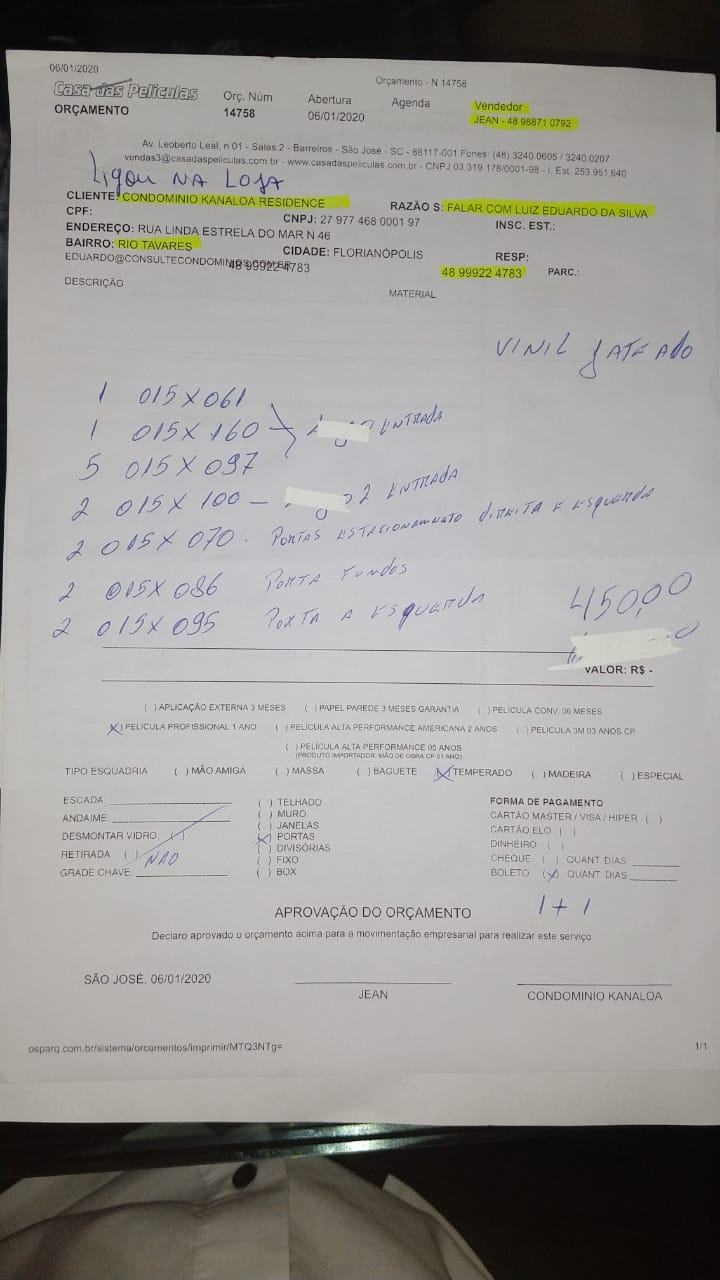 06/01/2020
Orçamento - N 14758
Casa das Películas
Orç. Núm
Abertura
Agenda
Vendedor
ORÇAMENTO
14758
06/01/2020
JEAN - 48 98871 0792
Av. Leoberto Leal, n 01 - Salas 2 - Barreiros - São José - SC - 88117-001 Fones: (48) 3240.0605 / 3240.0207
vendas3@casadaspeliculas.com.br - www.casadaspeliculas.com.br - CNPJ 03.319.178/0001-98 - I. Est. 253.951.640
LIGOU NA LOJA
CLIENTE: CONDOMINIO KANALOA RESIDENCE
RAZÃO S: FALAR COM LUIZ EDUARDO DA SILVA
CPF:
CNPJ: 27 977 468 0001 97
INSC. EST.:
ENDEREÇO: RUA LINDA ESTRELA DO MAR N 46
BAIRRO: RIO TAVARES
CIDADE: FLORIANÓPOLIS
RESP:
EDUARDO@CONSULTECONDOMINIOS.COM.BR
48 99922 4783
48 99922 4783
PARC.:
DESCRIÇÃO
MATERIAL
VINIL JATEADO
1 015 X 061
1 015 X 160 ENTRADA
5 015 X 097
2 015 X 100 - 2 ENTRADA
2 015 X 070 . PORTAS ESTACIONAMENTO DIREITA E ESQUERDA
2 015 X 086 PORTA FUNDOS
2 015 X 095 PORTA A ESQUERDA
450,00
VALOR: R$ -
( ) APLICAÇÃO EXTERNA 3 MESES ( ) PAPEL PAREDE 3 MESES GARANTIA ( ) PELÍCULA CONV. 06 MESES
(X) PELÍCULA PROFISSIONAL 1 ANO ( ) PELÍCULA ALTA PERFORMANCE AMERICANA 2 ANOS ( ) PELÍCULA 3M 03 ANOS CP
( ) PELÍCULA ALTA PERFORMANCE 05 ANOS
(PRODUTO IMPORTADOR, MÃO DE OBRA CP 01 ANO)
TIPO ESQUADRIA ( ) MÃO AMIGA ( ) MASSA ( ) BAGUETE (X) TEMPERADO ( ) MADEIRA ( ) ESPECIAL
ESCADA
ANDAIME:
DESMONTAR VIDRO: ( )
RETIRADA: ( ) NÃO
GRADE CHAVE:
( ) TELHADO
( ) MURO
( ) JANELAS
(X) PORTAS
( ) DIVISÓRIAS
( ) FIXO
( ) BOX
FORMA DE PAGAMENTO
CARTÃO MASTER / VISA / HIPER ( )
CARTÃO ELO ( )
DINHEIRO ( )
CHEQUE ( ) QUANT DIAS:
BOLETO (X) QUANT DIAS
1 + 1
APROVAÇÃO DO ORÇAMENTO
Declaro aprovado o orçamento acima para a movimentação empresarial para realizar este serviço
SÃO JOSÉ, 06/01/2020
JEAN
CONDOMINIO KANALOA
osparq.com.br/sistema/orcamentos/imprimir/MTQ3NTg=
1/1